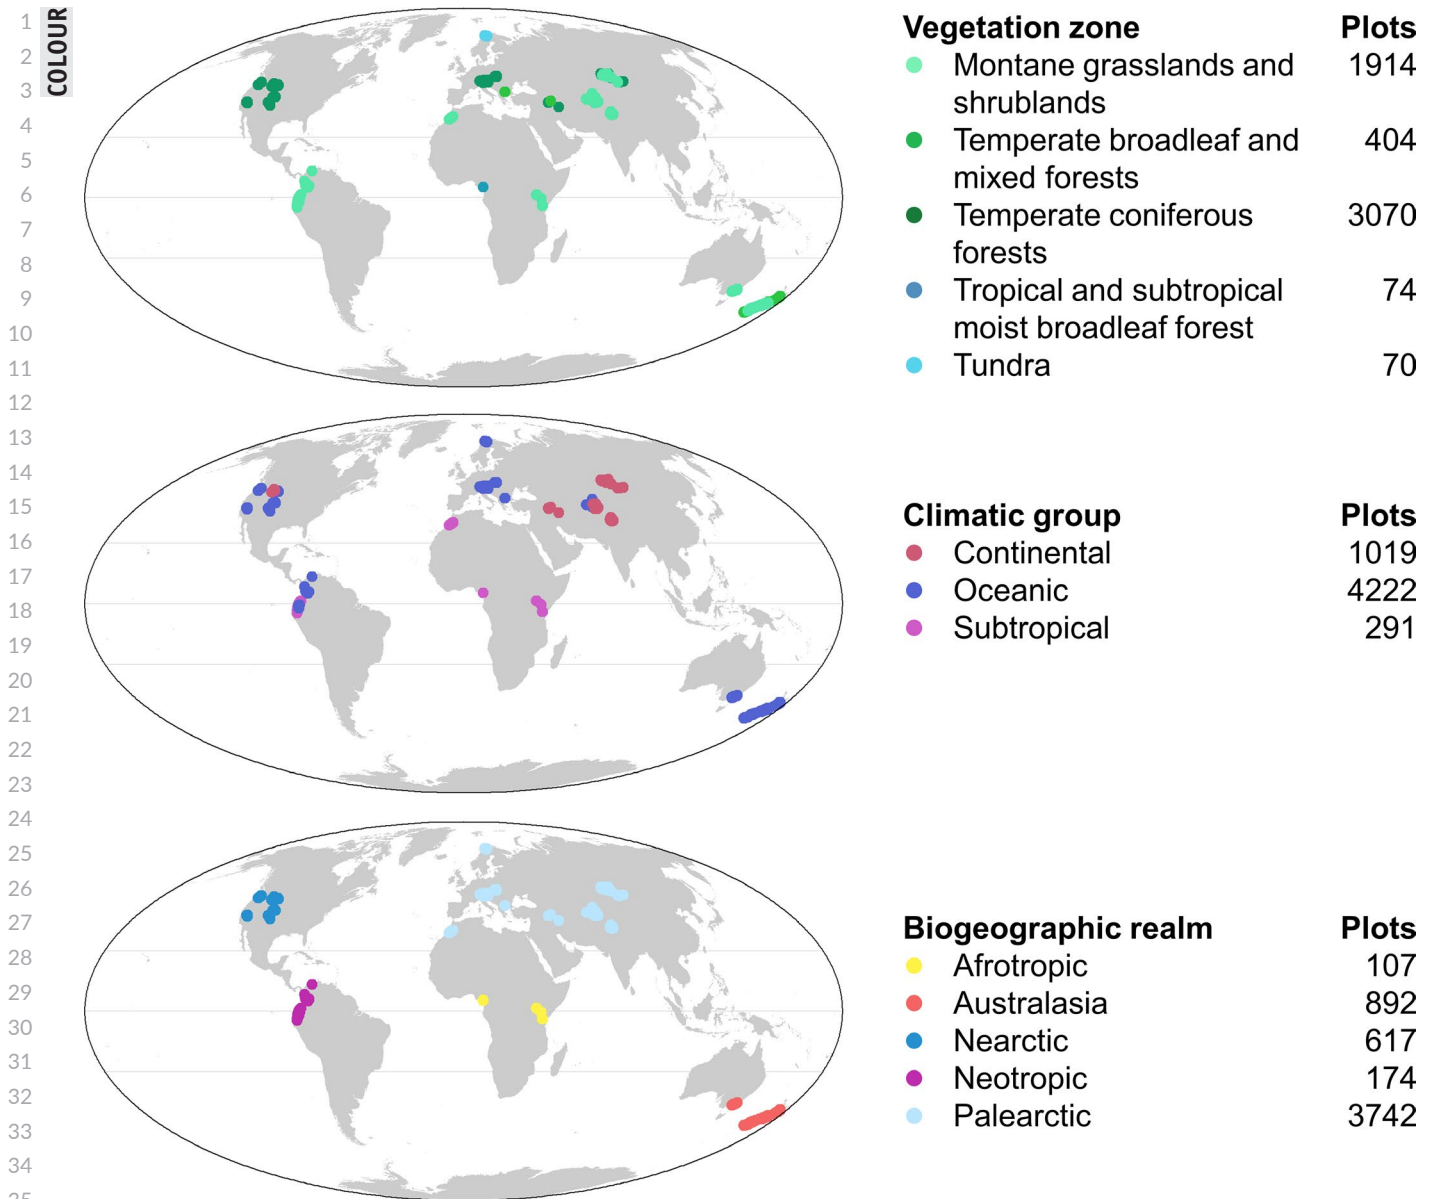 COLOUR
1
2
3
4
5
6
7
8
9
10
11
12
13
14
15
16
17
18
19
20
21
22
23
24
25
26
27
28
29
30
31
32
33
34
Vegetation zone Plots
Montane grasslands and 1914
shrublands
Temperate broadleaf and 404
mixed forests
Temperate coniferous 3070
forests
Tropical and subtropical 74
moist broadleaf forest
Tundra 70
Climatic group Plots
Continental 1019
Oceanic 4222
Subtropical 291
Biogeographic realm Plots
Afrotropic 107
Australasia 892
Nearctic 617
Neotropic 174
Palearctic 3742